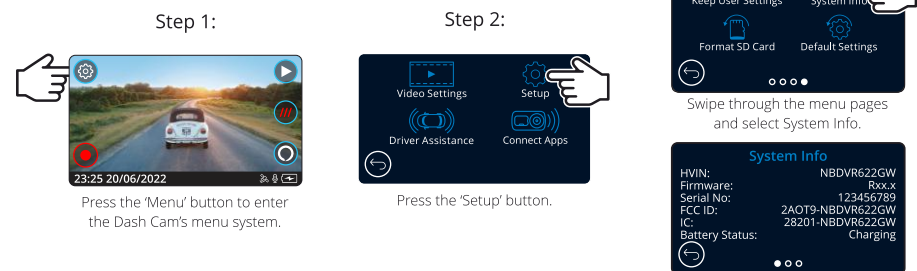 Step 1:
23:25 20/06/2022
Press the ‘Menu’ button to enter
the Dash Cam’s menu system.
Step 2:
Video Settings
Setup
Driver Assistance
Connect Apps
Press the ‘Setup’ button.
Keep User Settings
System Info
Format SD Card
Default Settings
Swipe through the menu pages
and select System Info.
System Info
HVIN: NBDVR622GW
Firmware: Rxx.x
Serial No: 123456789
FCC ID: 2AOT9-NBDVR622GW
IC: 28201-NBDVR622GW
Battery Status: Charging